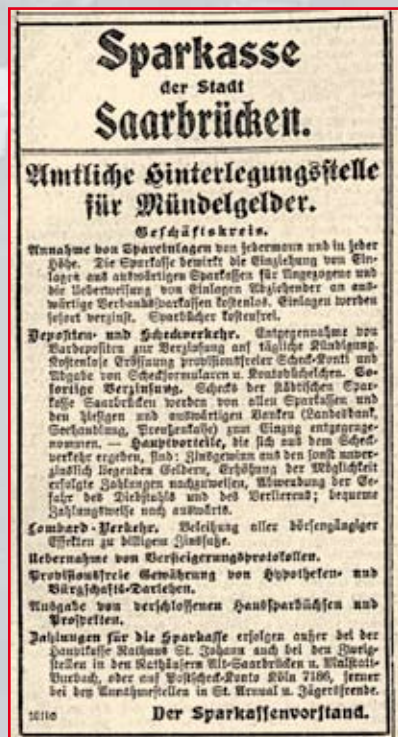 Sparkasse
der Stadt
Saarbrücken.
Amtliche Hinterlegungsstelle
für Mündelgelder.
Geschäftskreis.
Annahme von Spareinlagen von jedermann und in jeder
Höhe. Die Sparkasse bewirkt die Einziehung von Ein-
lagen aus auswärtigen Sparkassen für Angezogene und
die Ueberweisung von Einlagen Abziehender an aus-
wärtige Verbandssparkassen kostenlos. Einlagen werden
sofort verzinst. Sparbücher kostenfrei.
Depositen- und Scheckverkehr. Entgegennahme von
Bardepositen zur Verzinsung auf tägliche Kündigung.
Kostenlose Eröffnung provisionsfreier Scheck-Konti und
Abgabe von Scheckformularen u. Kontobüchelchen. So-
fortige Verzinsung. Schecks der städtischen Spar-
kasse Saarbrücken werden von allen Sparkassen und
den hiesigen und auswärtigen Banken (Landesbank,
Seehandlung, Preußenkasse) zum Einzug entgegenge-
nommen. — Hauptvorteile, die sich aus dem Scheck-
verkehr ergeben, sind: Zinsgewinn aus den sonst unver-
zinslich liegenden Geldern, Erhöhung der Möglichkeit
erfolgte Zahlungen nachzuweisen, Abwendung der Ge-
fahr des Diebstahls und des Verlierens; bequeme
Zahlungsweise nach auswärts.
Lombard-Verkehr. Beleihung aller börsengängiger
Effekten zu billigem Zinssatze.
Uebernahme von Versteigerungsprotokollen.
Provisionsfreie Gewährung von Hypotheken- und
Bürgschafts-Darlehen.
Ausgabe von verschlossenen Haussparbüchsen und
Prospekten.
Zahlungen für die Sparkasse erfolgen außer bei der
Hauptkasse Rathaus St. Johann auch bei den Zweig-
stellen in den Rathäusern Alt-Saarbrücken u. Malstatt-
Burbach, oder auf Postscheck-Konto Köln 7186, ferner
bei den Annahmestellen in St. Arnual u. Jägersfreude.
Der Sparkassenvorstand.